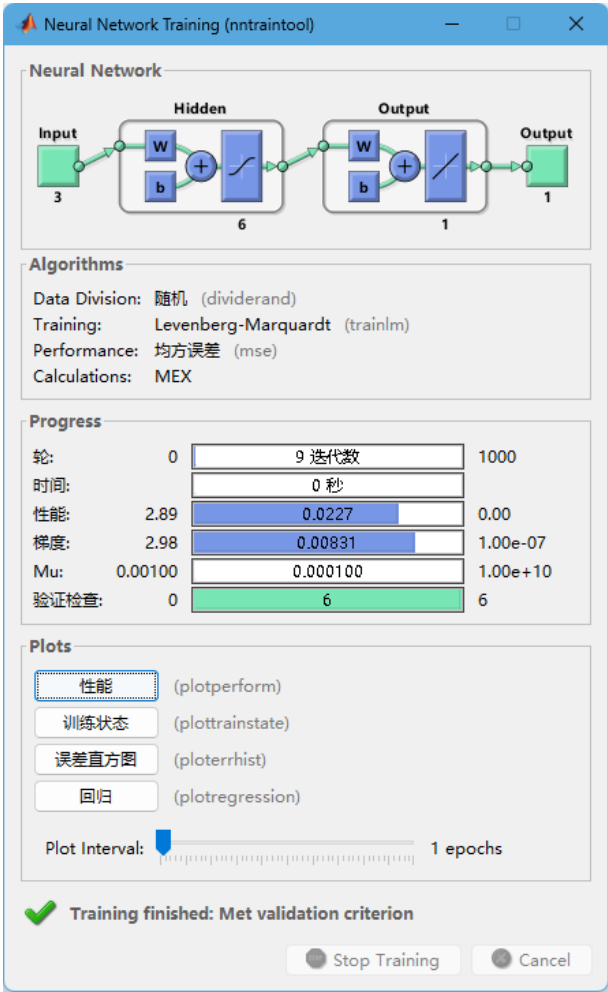 Neural Network Training (nntraintool)
Neural Network
Hidden Output
Input Output
W W
b b
3 6 1 1
Algorithms
Data Division: 随机 (dividerand)
Training: Levenberg-Marquardt (trainlm)
Performance: 均方误差 (mse)
Calculations: MEX
Progress
轮: 0 9 迭代数 1000
时间: 0 秒
性能: 2.89 0.0227 0.00
梯度: 2.98 0.00831 1.00e-07
Mu: 0.00100 0.000100 1.00e+10
验证检查: 0 6 6
Plots
性能 (plotperform)
训练状态 (plottrainstate)
误差直方图 (ploterrhist)
回归 (plotregression)
Plot Interval: 1 epochs
Training finished: Met validation criterion
Stop Training Cancel